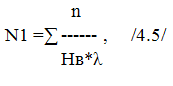 n
N1 =∑ ------ ,    /4.5/
Нв*λ